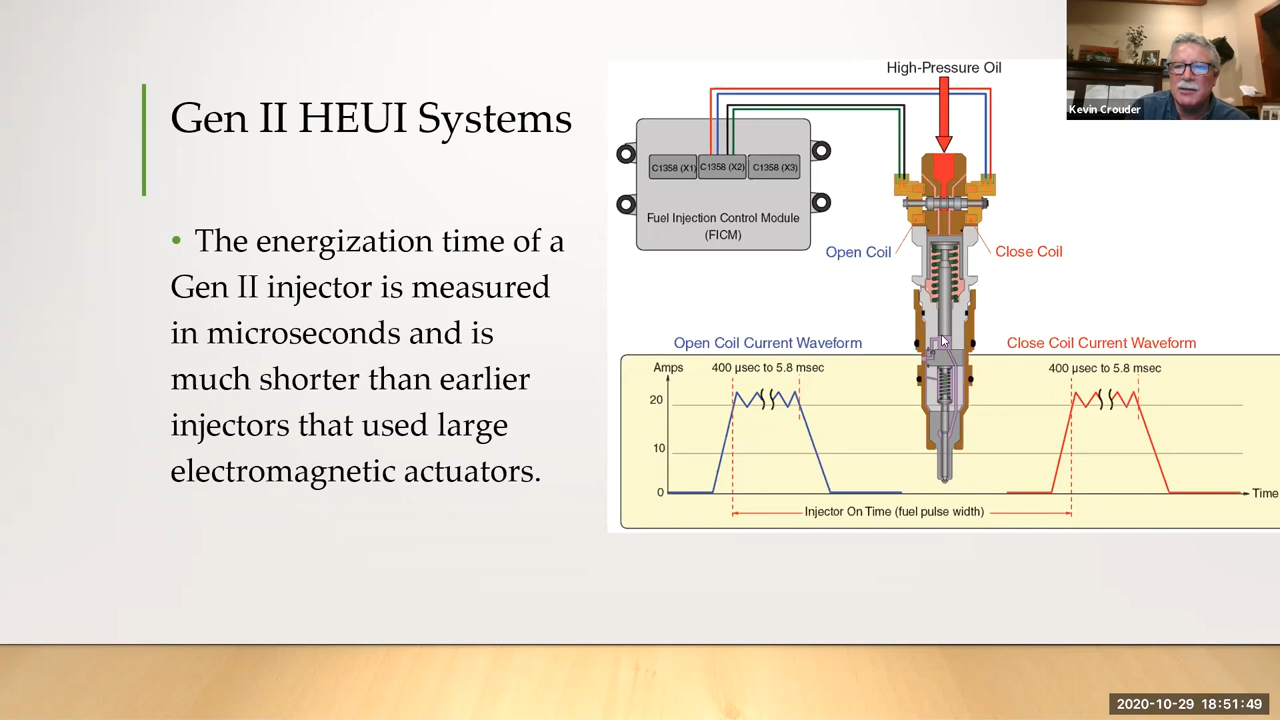 Gen II HEUI Systems
• The energization time of a
Gen II injector is measured
in microseconds and is
much shorter than earlier
injectors that used large
electromagnetic actuators.
High-Pressure Oil
C1358 (X1)
C1358 (X2)
C1358 (X3)
Fuel Injection Control Module
(FICM)
Open Coil
Close Coil
Open Coil Current Waveform
Close Coil Current Waveform
Amps
400 μsec to 5.8 msec
400 μsec to 5.8 msec
20
10
0
Time
Injector On Time (fuel pulse width)
Kevin Crouder
2020-10-29 18:51:49